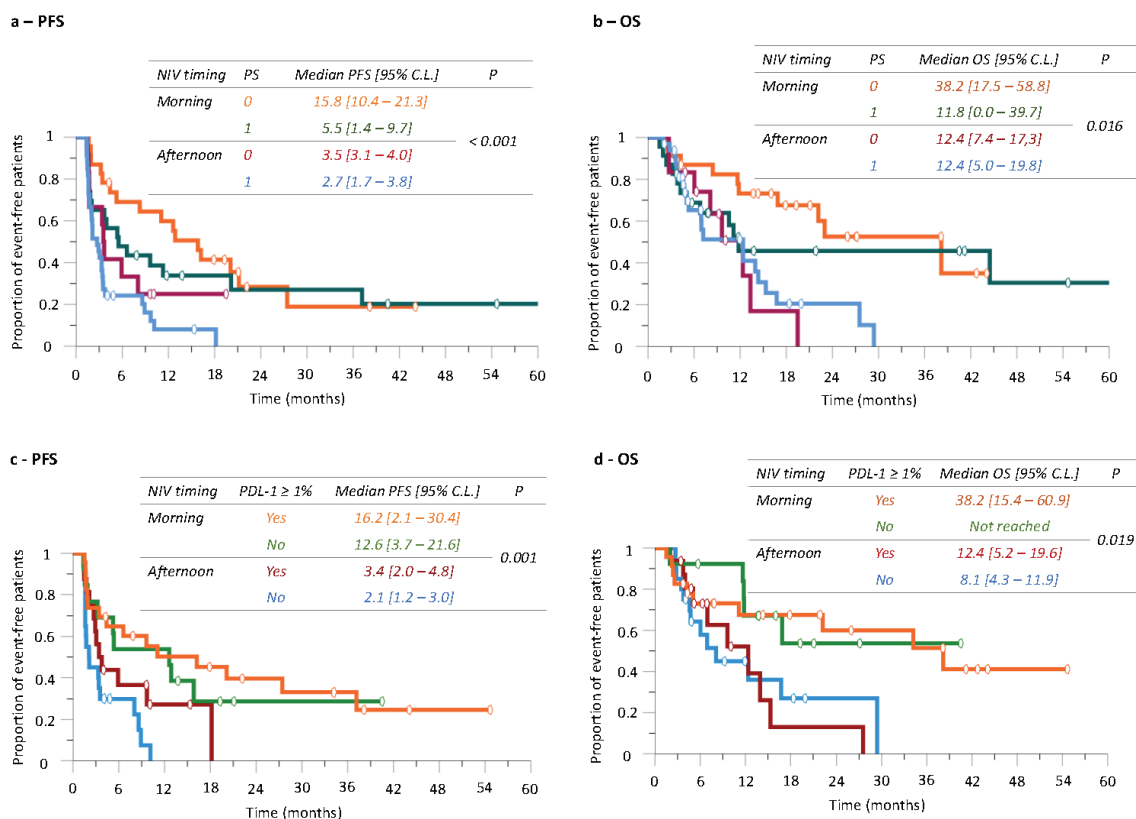 a – PFS
NIV timing PS Median PFS [95% C.L.] P
Morning 0 15.8 [10.4 – 21.3]
1 5.5 [1.4 – 9.7]
< 0.001
Afternoon 0 3.5 [3.1 – 4.0]
1 2.7 [1.7 – 3.8]
Proportion of event-free patients
1
0.8
0.6
0.4
0.2
0
0 6 12 18 24 30 36 42 48 54 60
Time (months)
b – OS
NIV timing PS Median OS [95% C.L.] P
Morning 0 38.2 [17.5 – 58.8]
1 11.8 [0.0 – 39.7]
0.016
Afternoon 0 12.4 [7.4 – 17,3]
1 12.4 [5.0 – 19.8]
Proportion of event-free patients
1
0.8
0.6
0.4
0.2
0
0 6 12 18 24 30 36 42 48 54 60
Time (months)
c - PFS
NIV timing PDL-1 ≥ 1% Median PFS [95% C.L.] P
Morning Yes 16.2 [2.1 – 30.4]
No 12.6 [3.7 – 21.6]
0.001
Afternoon Yes 3.4 [2.0 – 4.8]
No 2.1 [1.2 – 3.0]
Proportion of event-free patients
1
0.8
0.6
0.4
0.2
0
0 6 12 18 24 30 36 42 48 54 60
Time (months)
d - OS
NIV timing PDL-1 ≥ 1% Median OS [95% C.L.] P
Morning Yes 38.2 [15.4 – 60.9]
No Not reached
0.019
Afternoon Yes 12.4 [5.2 – 19.6]
No 8.1 [4.3 – 11.9]
Proportion of event-free patients
1
0.8
0.6
0.4
0.2
0
0 6 12 18 24 30 36 42 48 54 60
Time (months)